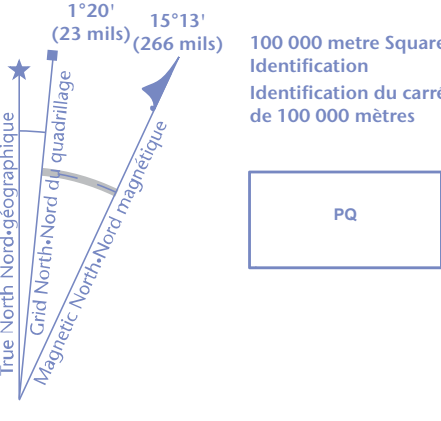 1°20'
(23 mils)
15°13'
(266 mils)
True North Nord•géographique
Grid North•Nord du quadrillage
Magnetic North•Nord magnétique
100 000 metre Square
Identification
Identification du carré
de 100 000 mètres
PQ